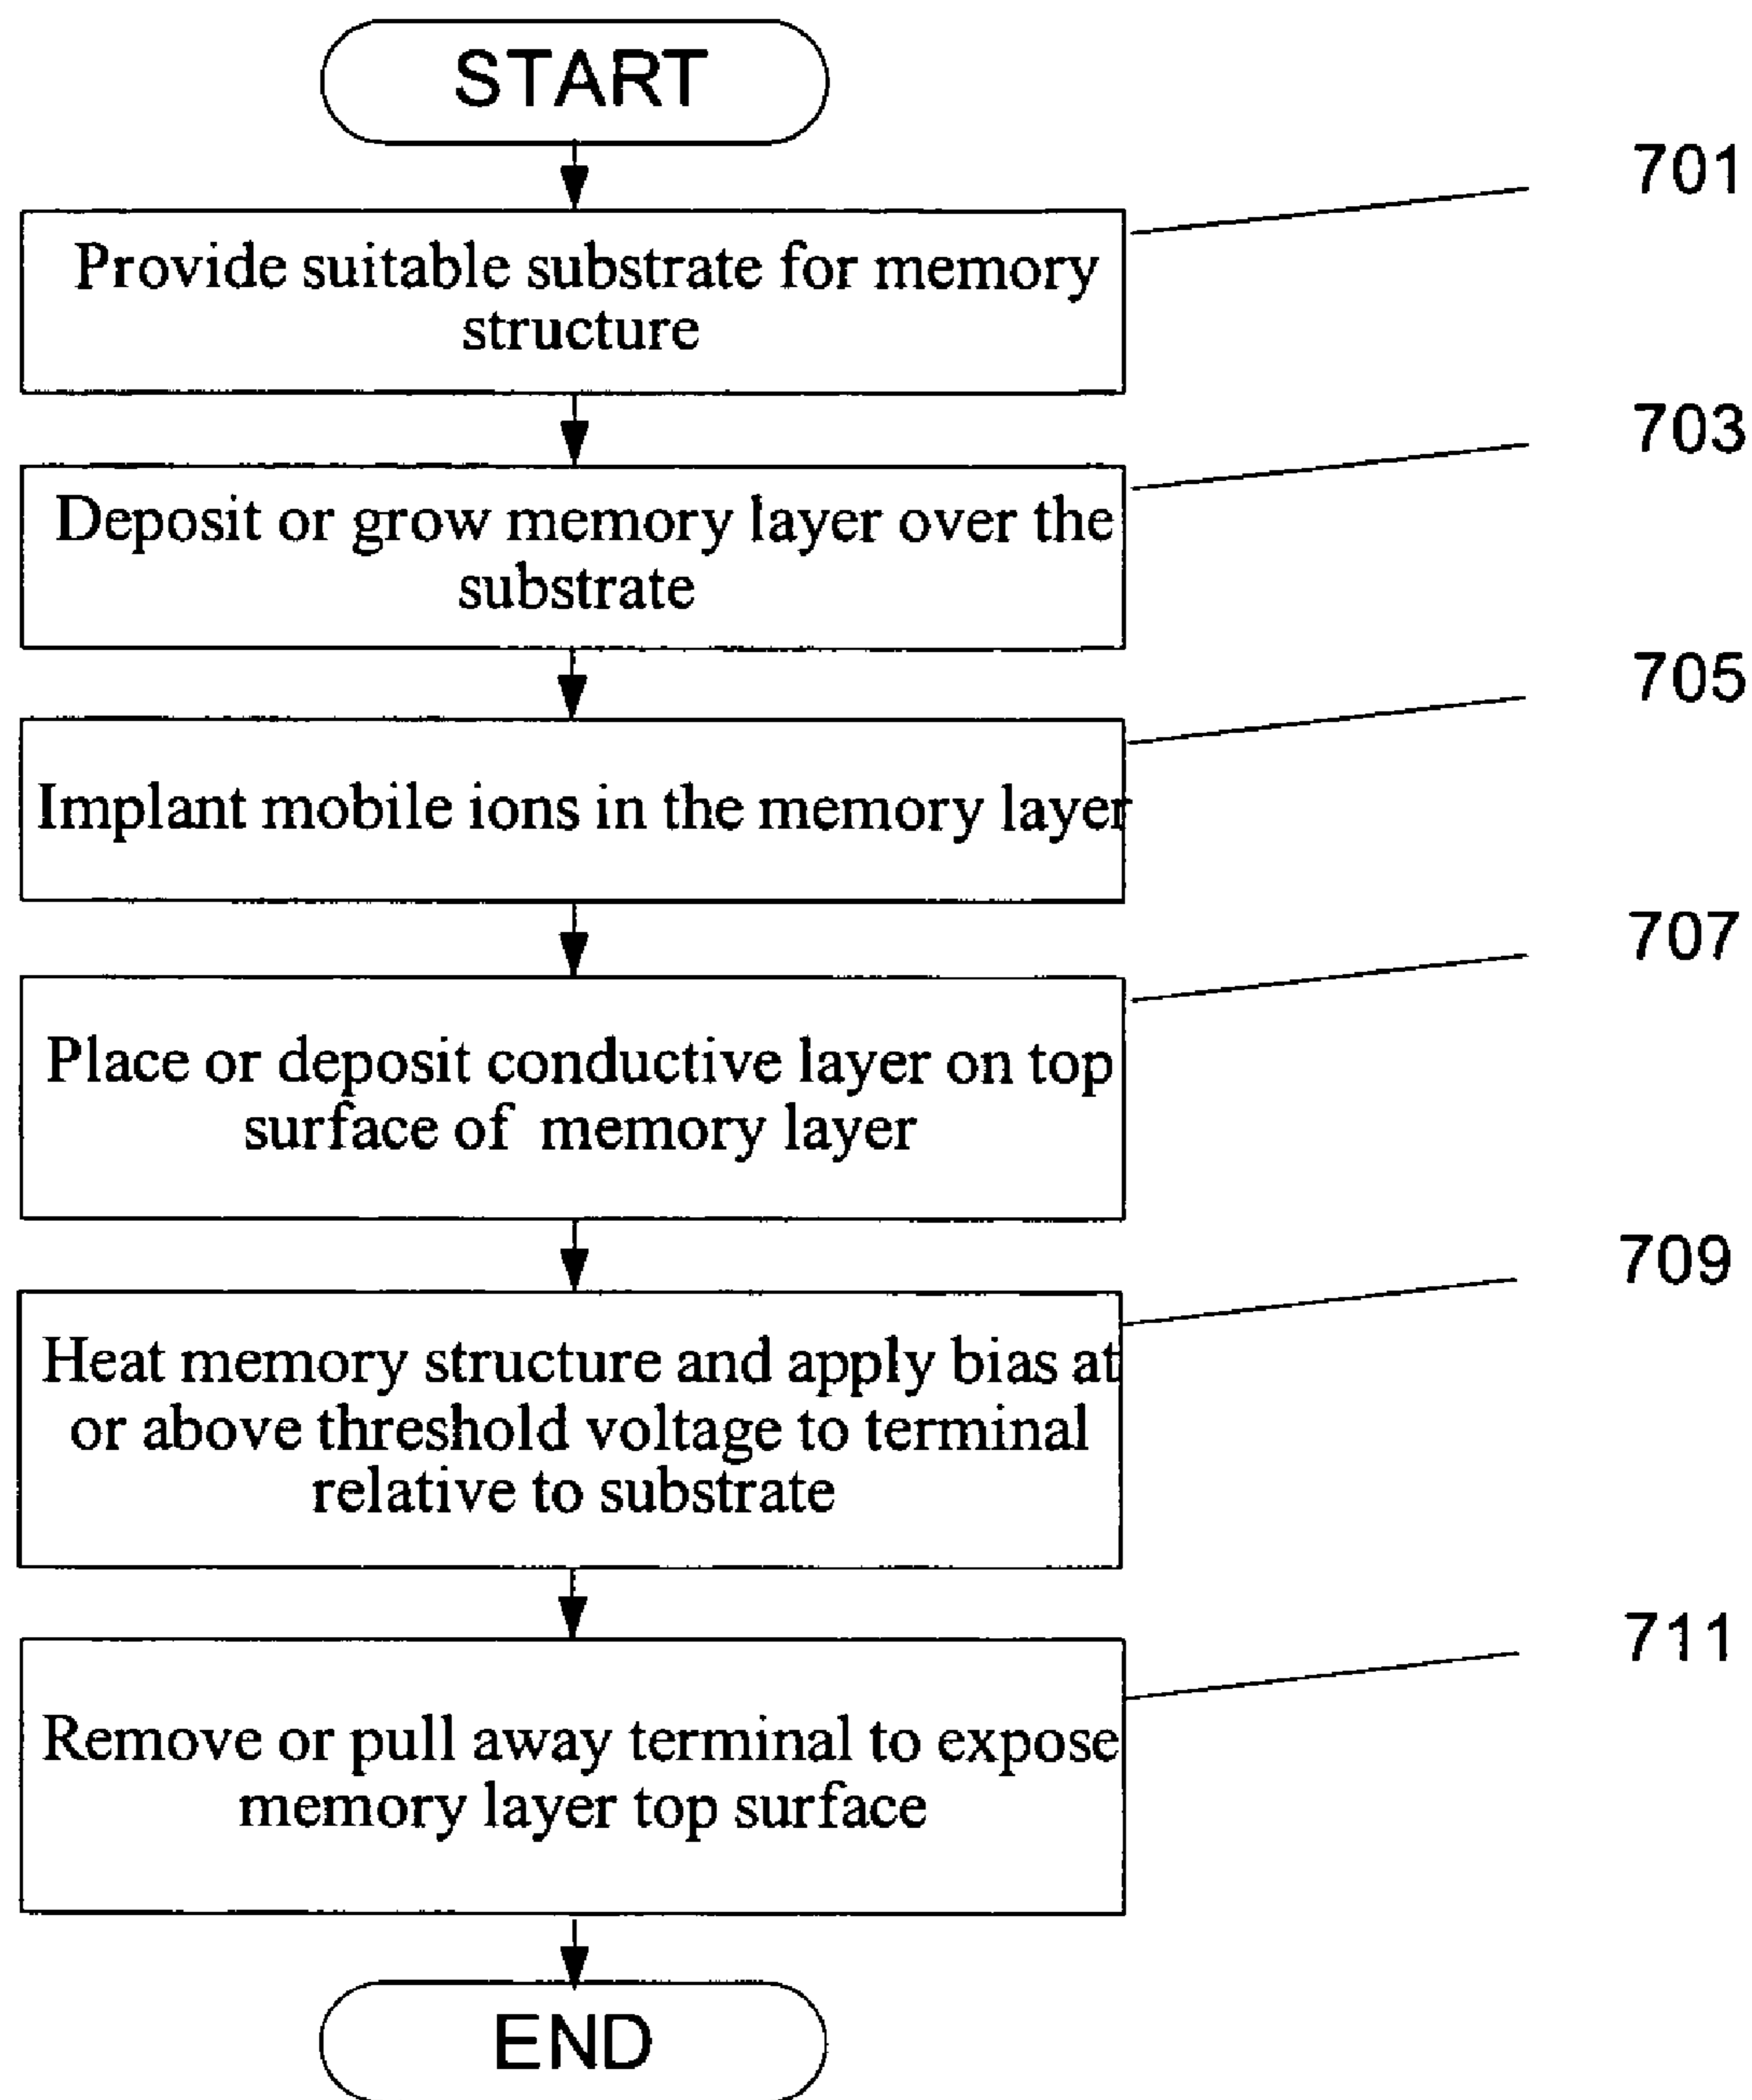 START
701
Provide suitable substrate for memory
structure
703
Deposit or grow memory layer over the
substrate
705
Implant mobile ions in the memory layer
707
Place or deposit conductive layer on top
surface of memory layer
709
Heat memory structure and apply bias at
or above threshold voltage to terminal
relative to substrate
711
Remove or pull away terminal to expose
memory layer top surface
END